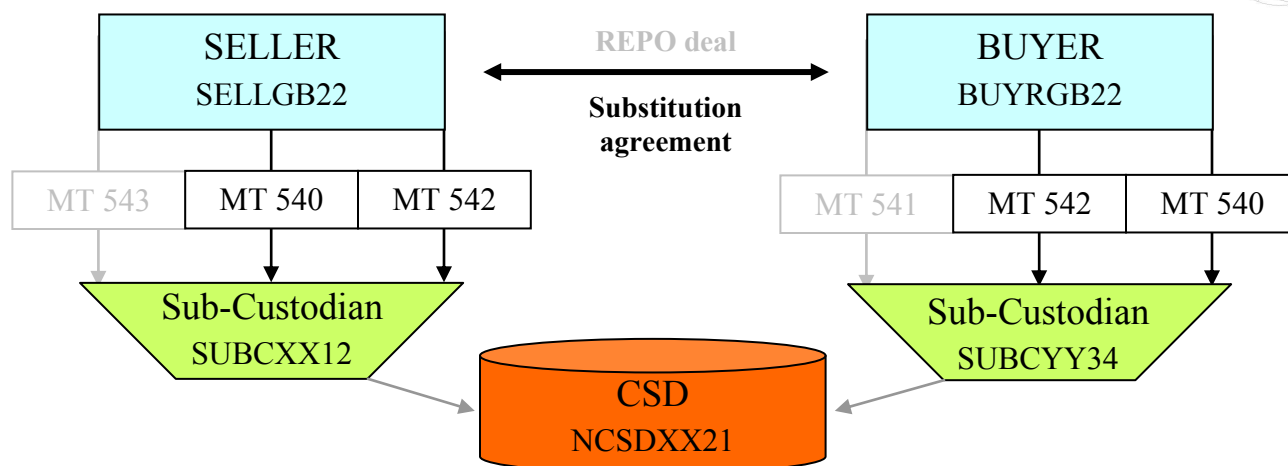 SELLER
SELLGB22
REPO deal
Substitution
agreement
BUYER
BUYRGB22
MT 543
MT 540
MT 542
MT 541
MT 542
MT 540
Sub-Custodian
SUBCXX12
Sub-Custodian
SUBCYY34
CSD
NCSDXX21